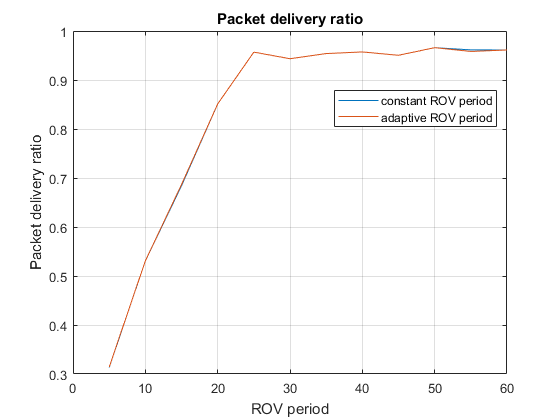 Packet delivery ratio
1
0.9
0.8
0.7
0.6
0.5
0.4
0.3
Packet delivery ratio
constant ROV period
adaptive ROV period
0 10 20 30 40 50 60
ROV period